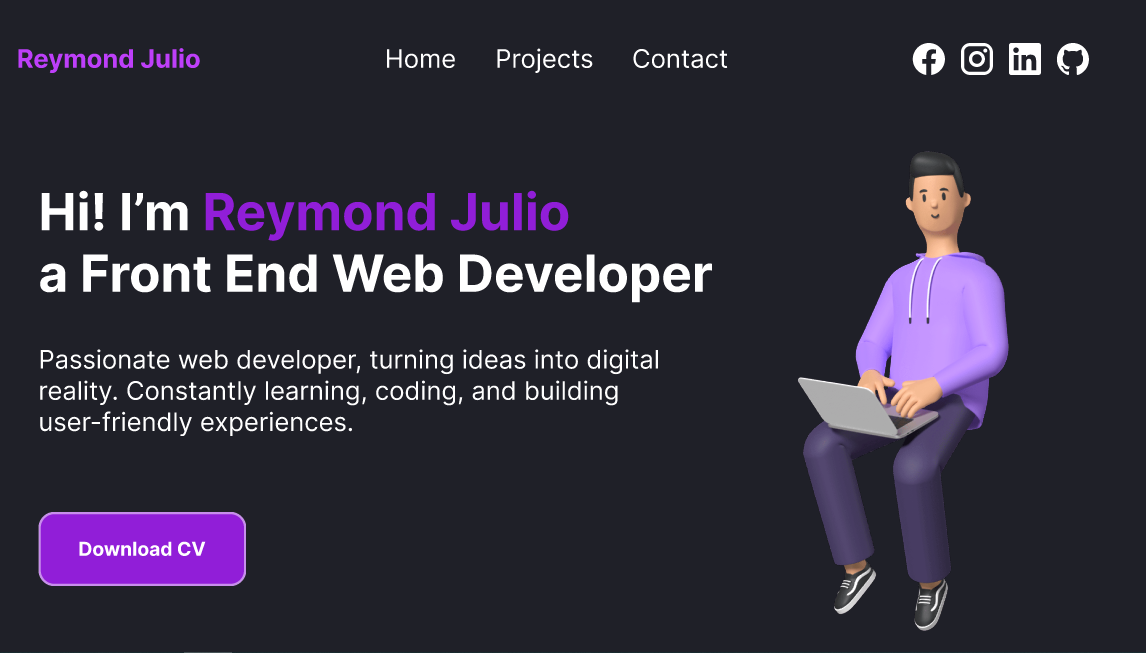 Reymond Julio
Home
Projects
Contact
Hi! I’m Reymond Julio
a Front End Web Developer
Passionate web developer, turning ideas into digital
reality. Constantly learning, coding, and building
user-friendly experiences.
Download CV